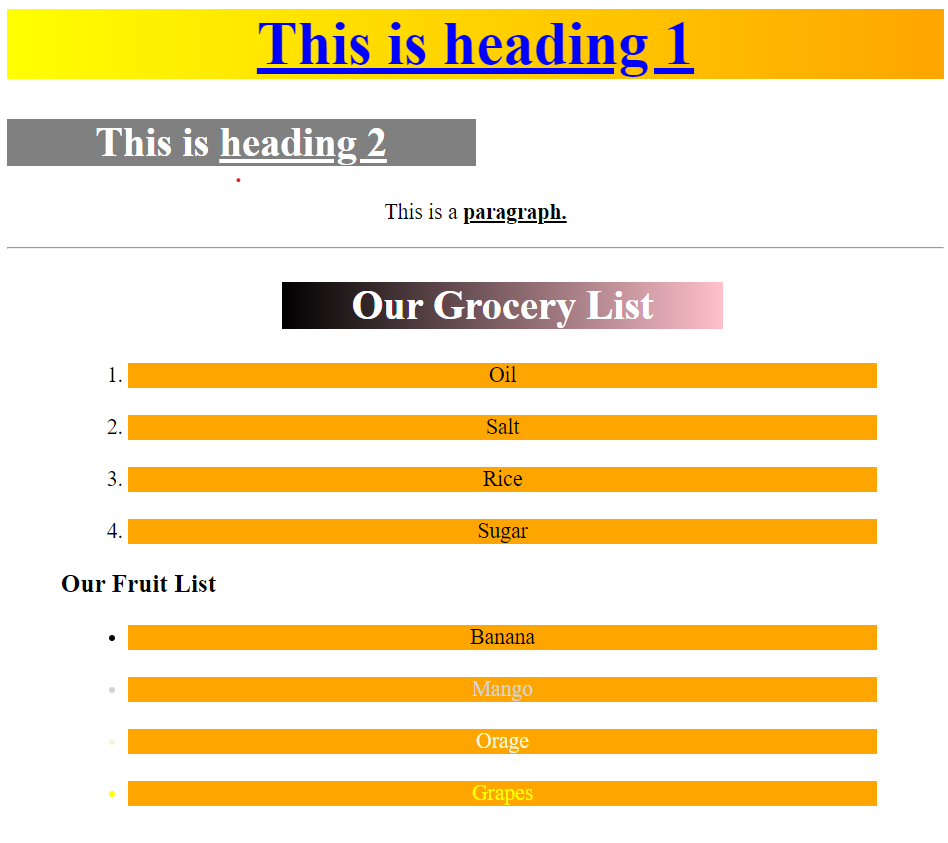 This is heading 1
This is heading 2
This is a paragraph.
Our Grocery List
1. Oil
2. Salt
3. Rice
4. Sugar
Our Fruit List
• Banana
• Mango
• Orage
• Grapes